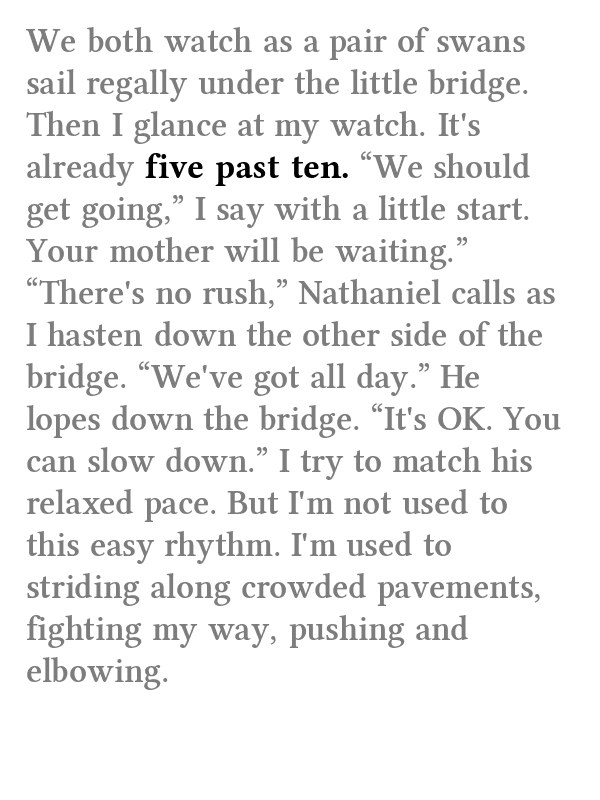 We both watch as a pair of swans
sail regally under the little bridge.
Then I glance at my watch. It's
already five past ten. “We should
get going,” I say with a little start.
Your mother will be waiting.”
“There's no rush,” Nathaniel calls as
I hasten down the other side of the
bridge. “We've got all day.” He
lopes down the bridge. “It's OK. You
can slow down.” I try to match his
relaxed pace. But I'm not used to
this easy rhythm. I'm used to
striding along crowded pavements,
fighting my way, pushing and
elbowing.